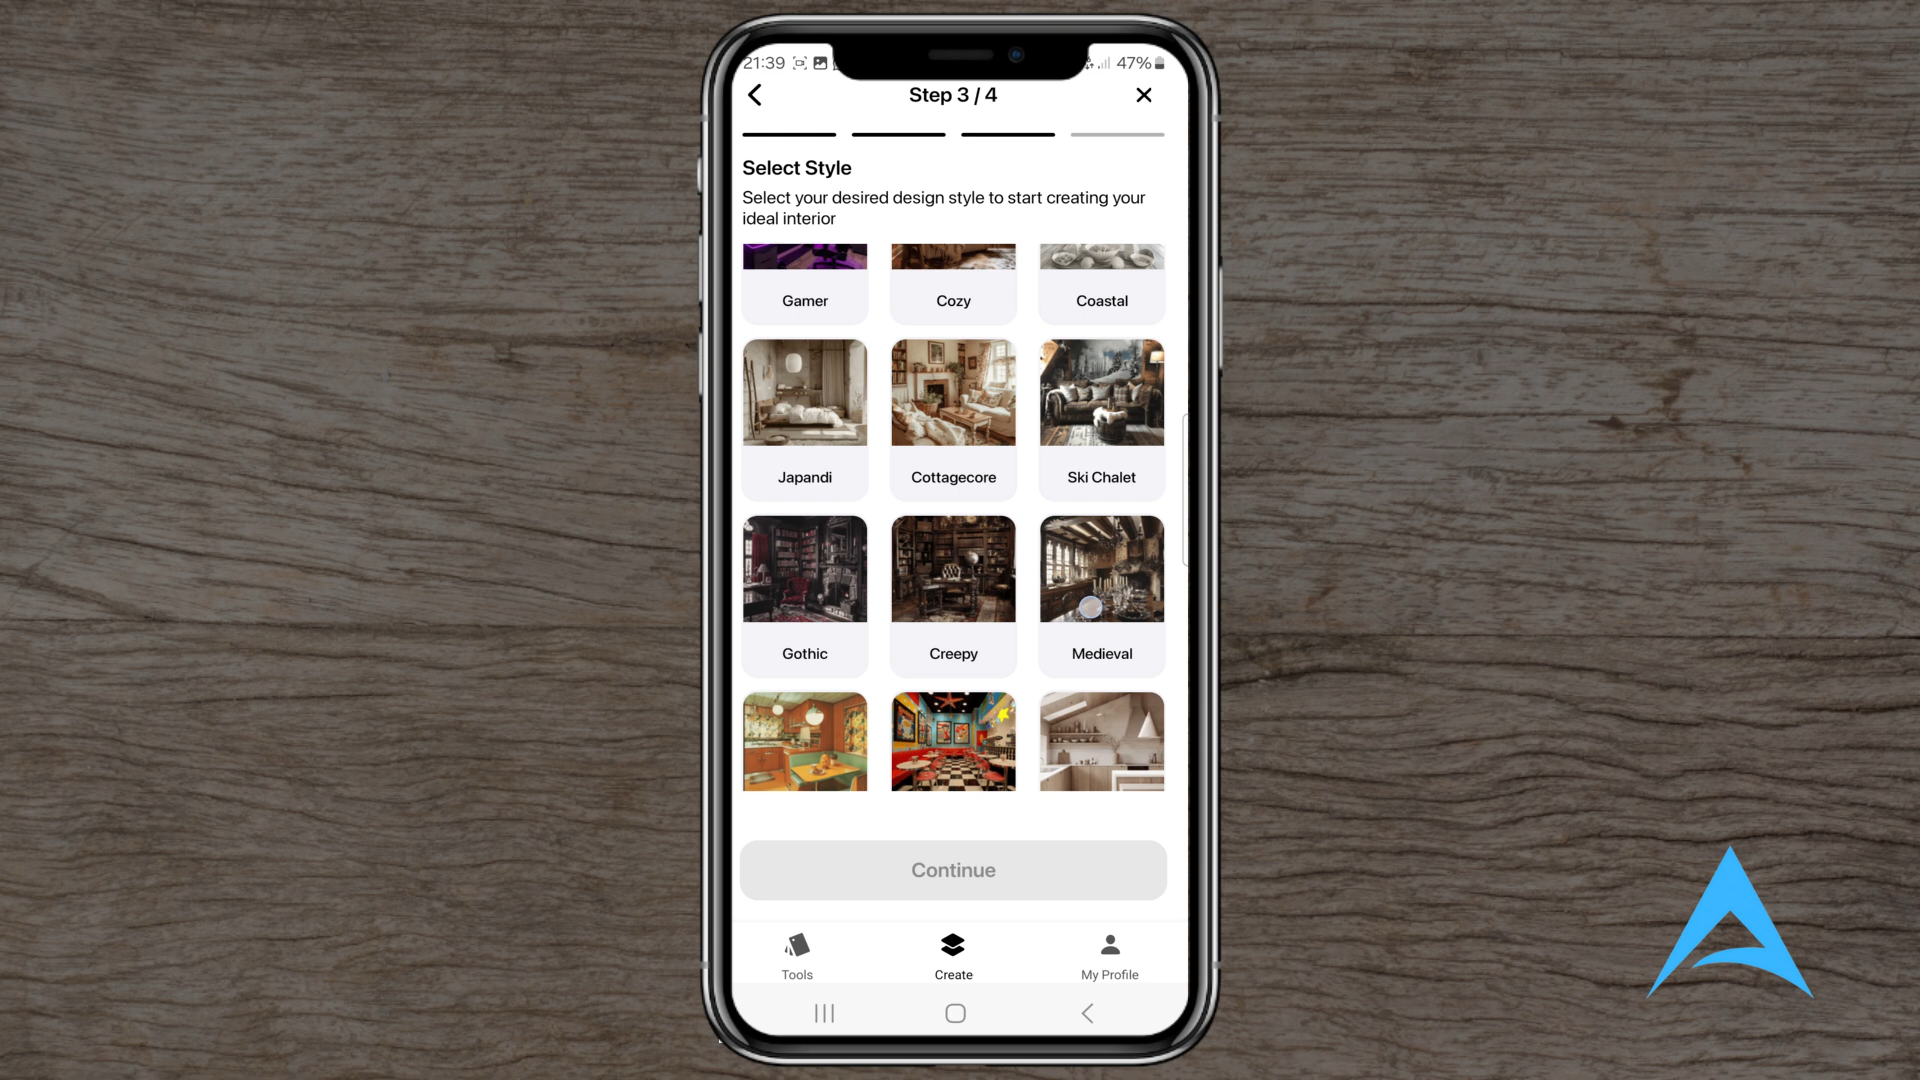 21:39
47%
Step 3 / 4
Select Style
Select your desired design style to start creating your
ideal interior
Gamer
Cozy
Coastal
Japandi
Cottagecore
Ski Chalet
Gothic
Creepy
Medieval
Continue
Tools
Create
My Profile